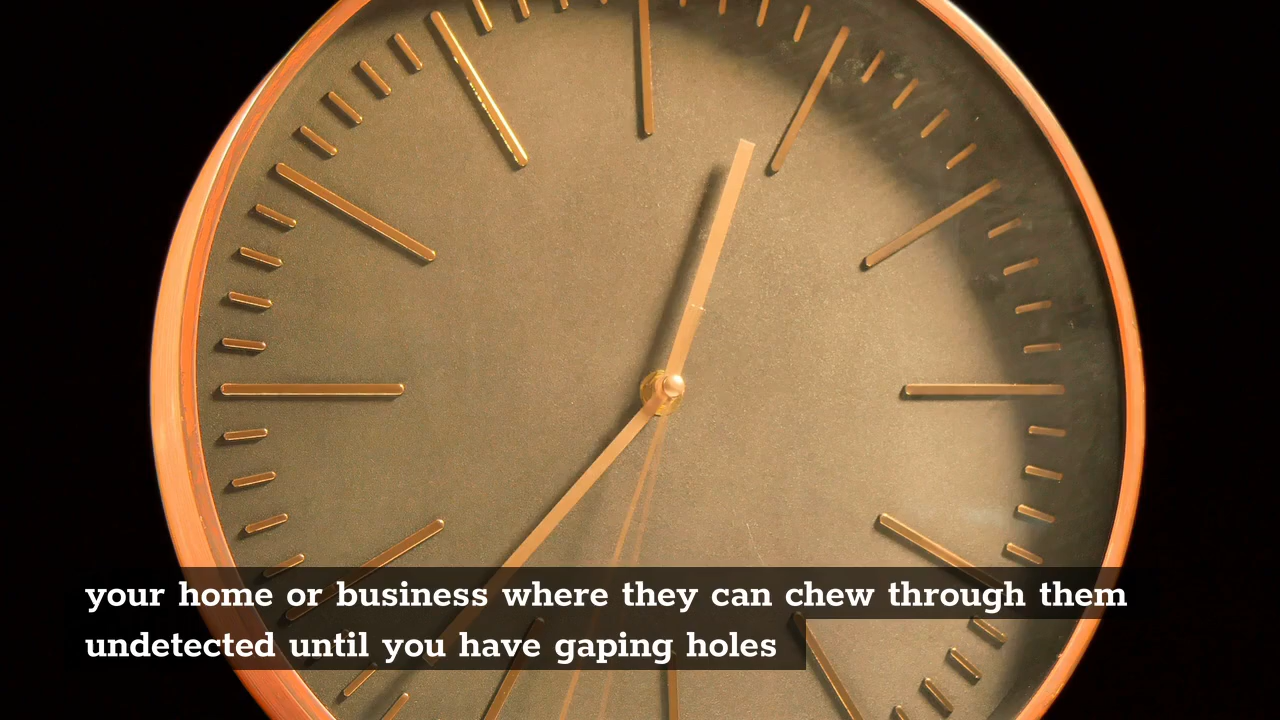 your home or business where they can chew through them
undetected until you have gaping holes